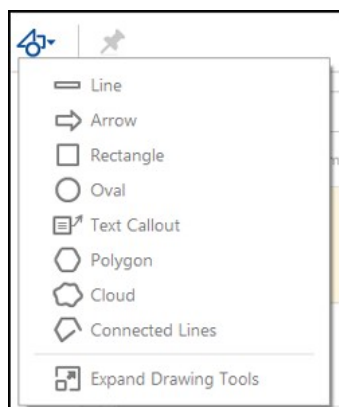 Line
Arrow
Rectangle
Oval
Text Callout
Polygon
Cloud
Connected Lines
Expand Drawing Tools